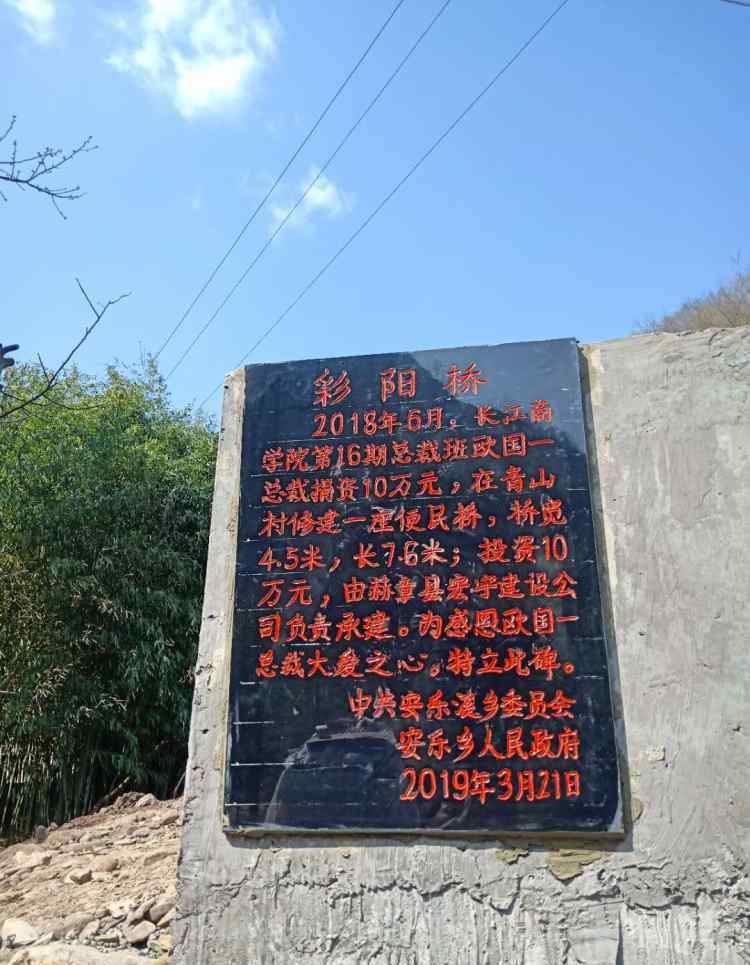 彩阳桥
2018年6月，长江商
学院第16期总裁班欧国一
总裁捐资10万元，在青山
村修建一座便民桥，桥宽
4.5米，长7.6米；投资10
万元，由赫章县宏宇建设公
司负责承建。为感恩欧国一
总裁大爱之心。特立此碑。
中共安乐溪乡委员会
安乐乡人民政府
2019年3月21日